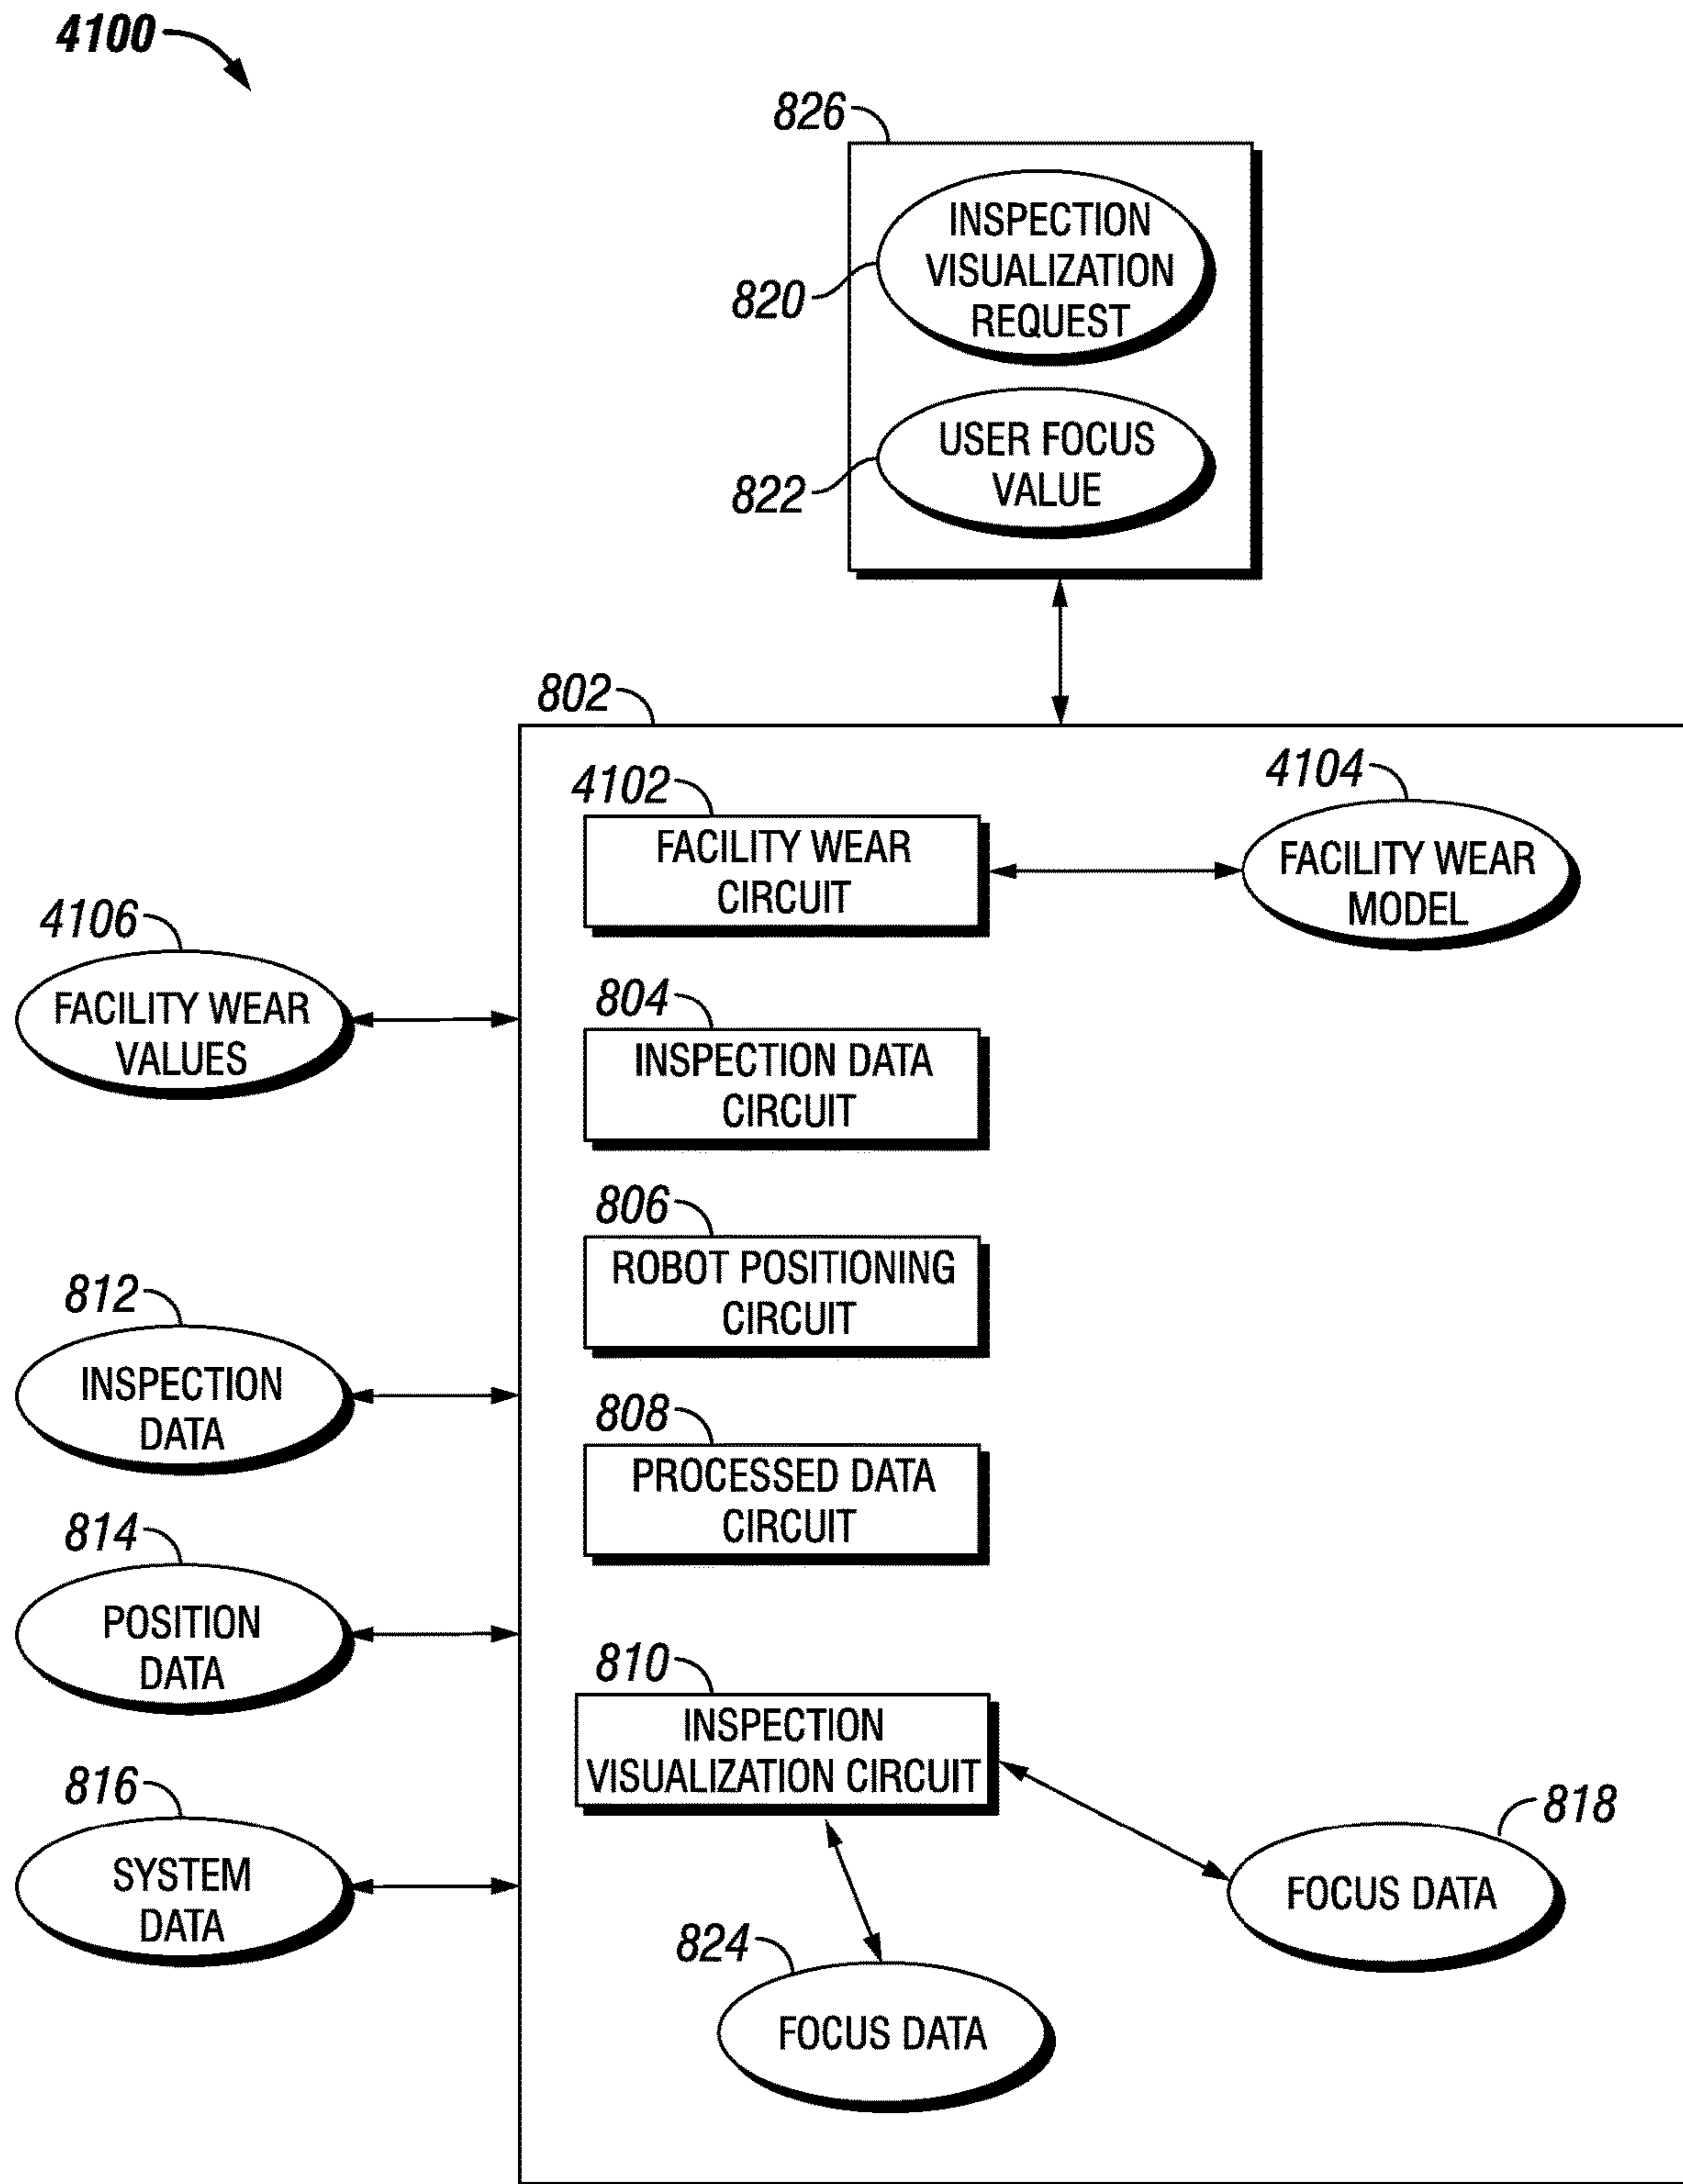 4100
826
INSPECTION
VISUALIZATION
REQUEST
820
USER FOCUS
VALUE
822
802
4102
FACILITY WEAR
CIRCUIT
4104
FACILITY WEAR
MODEL
4106
FACILITY WEAR
VALUES
804
INSPECTION DATA
CIRCUIT
806
ROBOT POSITIONING
CIRCUIT
812
INSPECTION
DATA
808
PROCESSED DATA
CIRCUIT
814
POSITION
DATA
810
INSPECTION
VISUALIZATION CIRCUIT
816
SYSTEM
DATA
818
FOCUS DATA
824
FOCUS DATA